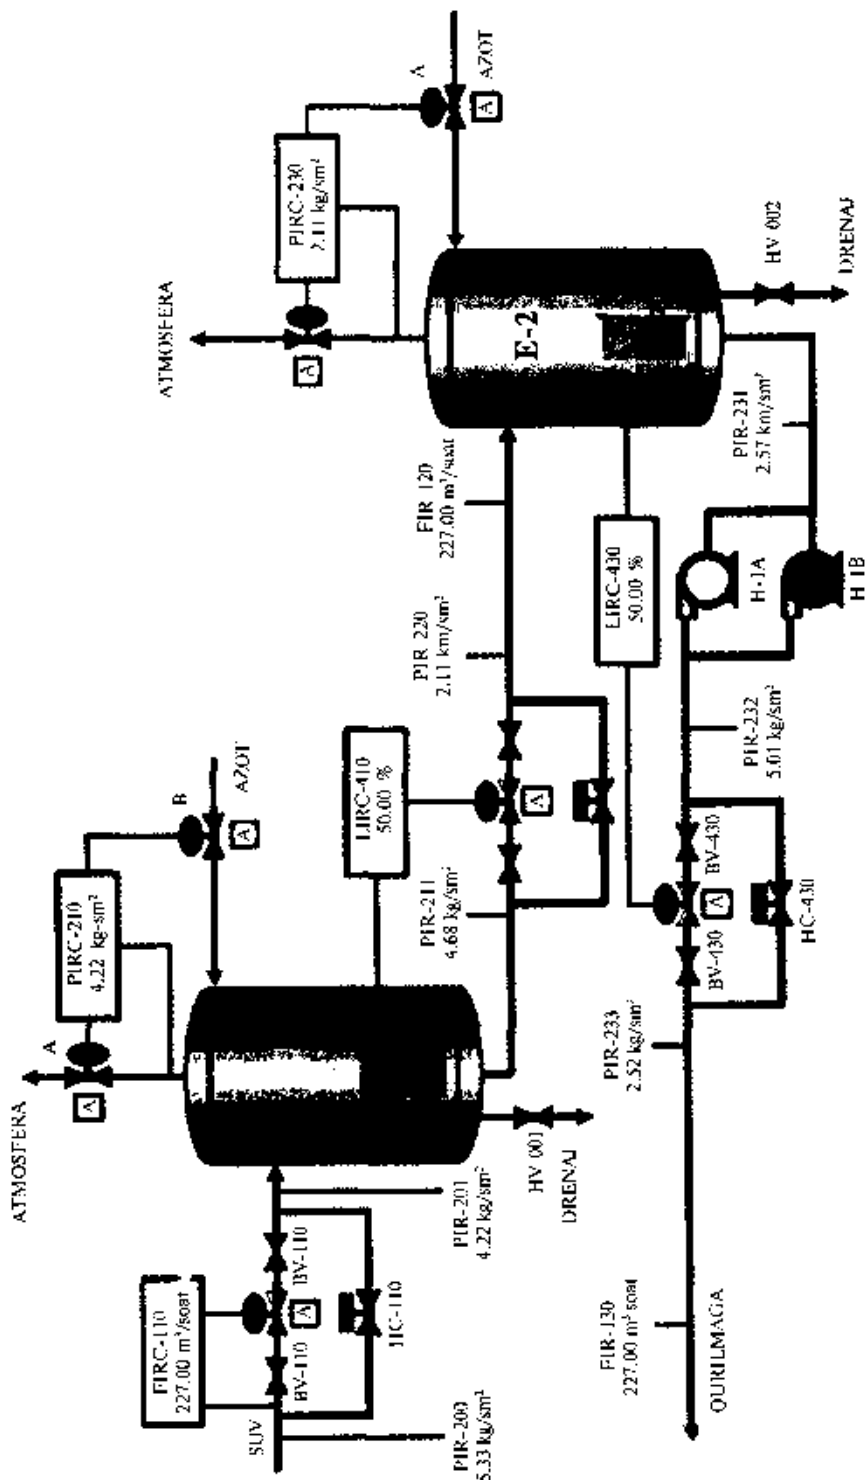 ATMOSFERA
A
A
PIRC-210
4.22 kg-sm²
B
A
AZOT
FIRC-110
227.00 m³/soat
SUV
BV-110
A
BV-110
HC-110
PIR-200
5.33 kg/sm²
PIR-201
4.22 kg/sm²
HV 001
DRENAJ
LIRC-410
50.00 %
PIR-211
4.68 kg/sm²
A
PIR 220
2.11 km/sm²
FIR 120
227.00 m³/soat
ATMOSFERA
A
PIRC-230
2.11 kg/sm²
A
A
AZOT
E-2
HV 002
DRENAJ
LIRC-430
50.00 %
PIR-231
2.57 km/sm²
H-1A
H 1B
PIR-232
5.01 kg/sm²
BV-430
A
BV-430
HC-430
PIR-233
2.52 kg/sm²
FIR-130
227.00 m³ soat
QURILMAGA